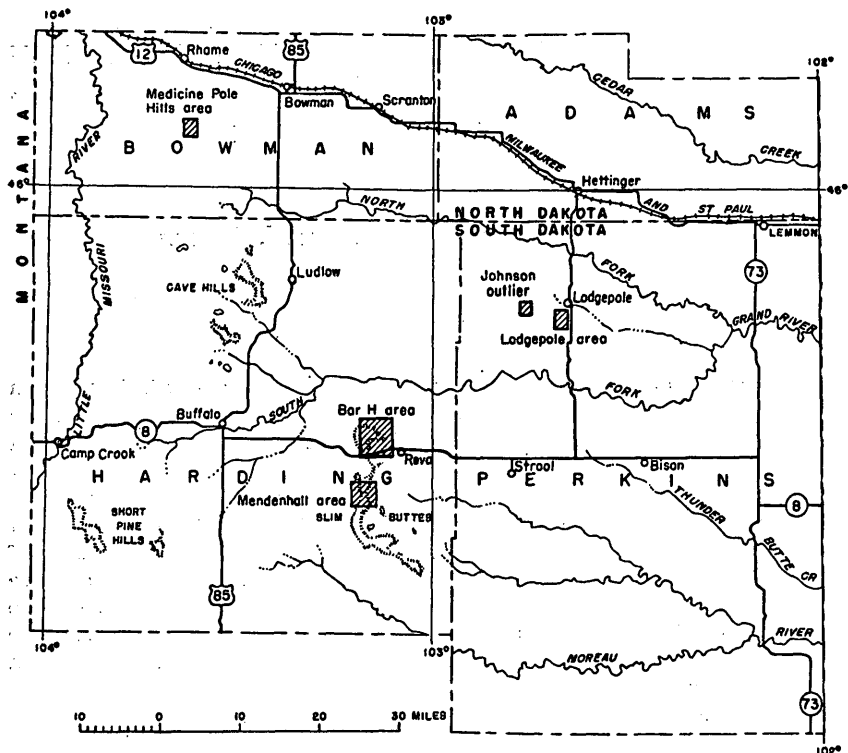 104°
103°
102°
12
Rhame
85
CHICAGO
Bowman
Scranton
Medicine Pole
Hills area
CEDAR
CREEK
A D A M S
B O W M A N
MILWAUKEE
Hettinger
AND
ST PAUL
LEMMON
MONTANA
RIVER
46°
46°
NORTH
NORTH DAKOTA
SOUTH DAKOTA
73
MISSOURI
CAVE HILLS
Ludlow
FORK
Johnson
outlier
Lodgepole
Lodgepole area
GRAND RIVER
FORK
LITTLE
Buffalo
SOUTH
Bar H area
8
Camp Crook
Reva
Strool
Bison
H A R D I N G
P E R K I N S
Mendenhall area
SLIM BUTTES
THUNDER
BUTTE CR
8
SHORT
PINE
HILLS
85
RIVER
MOREAU
104°
103°
73
10 0 10 20 30 MILES
102°